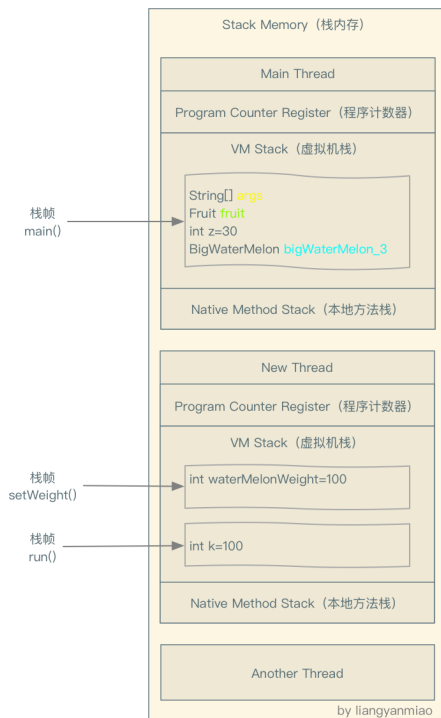 Stack Memory（栈内存）
Main Thread
Program Counter Register（程序计数器）
VM Stack（虚拟机栈）
String[] args
Fruit fruit
int z=30
BigWaterMelon bigWaterMelon_3
栈帧
main()
Native Method Stack（本地方法栈）
New Thread
Program Counter Register（程序计数器）
VM Stack（虚拟机栈）
栈帧
setWeight()
int waterMelonWeight=100
栈帧
run()
int k=100
Native Method Stack（本地方法栈）
Another Thread
by liangyanmiao